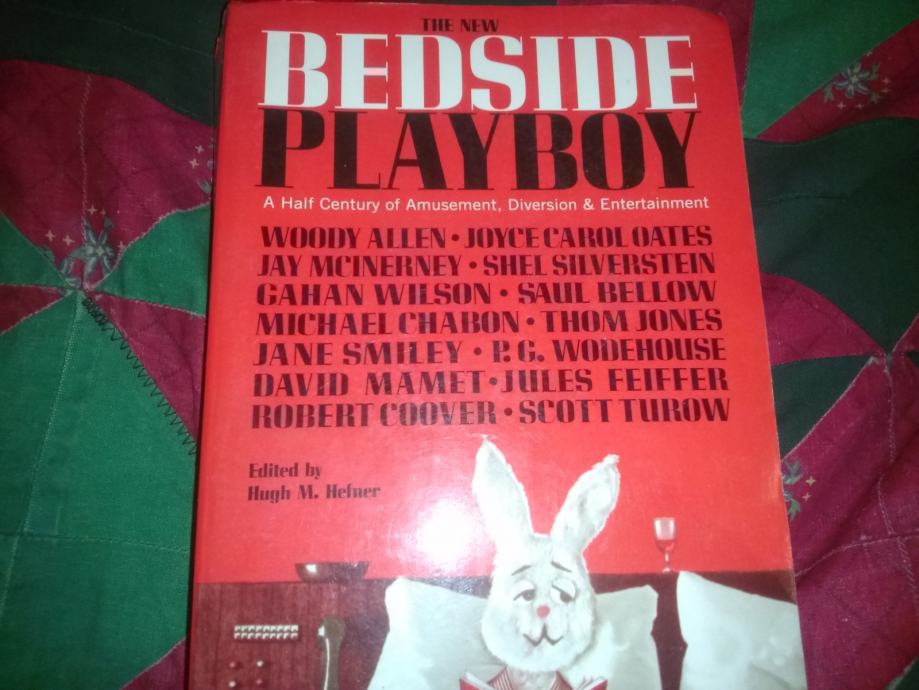 THE NEW
BEDSIDE
PLAYBOY
A Half Century of Amusement, Diversion & Entertainment
WOODY ALLEN • JOYCE CAROL OATES
JAY MCINERNEY • SHEL SILVERSTEIN
GAHAN WILSON • SAUL BELLOW
MICHAEL CHABON • THOM JONES
JANE SMILEY • P. G. WODEHOUSE
DAVID MAMET • JULES FEIFFER
ROBERT COOVER • SCOTT TUROW
Edited by
Hugh M. Hefner